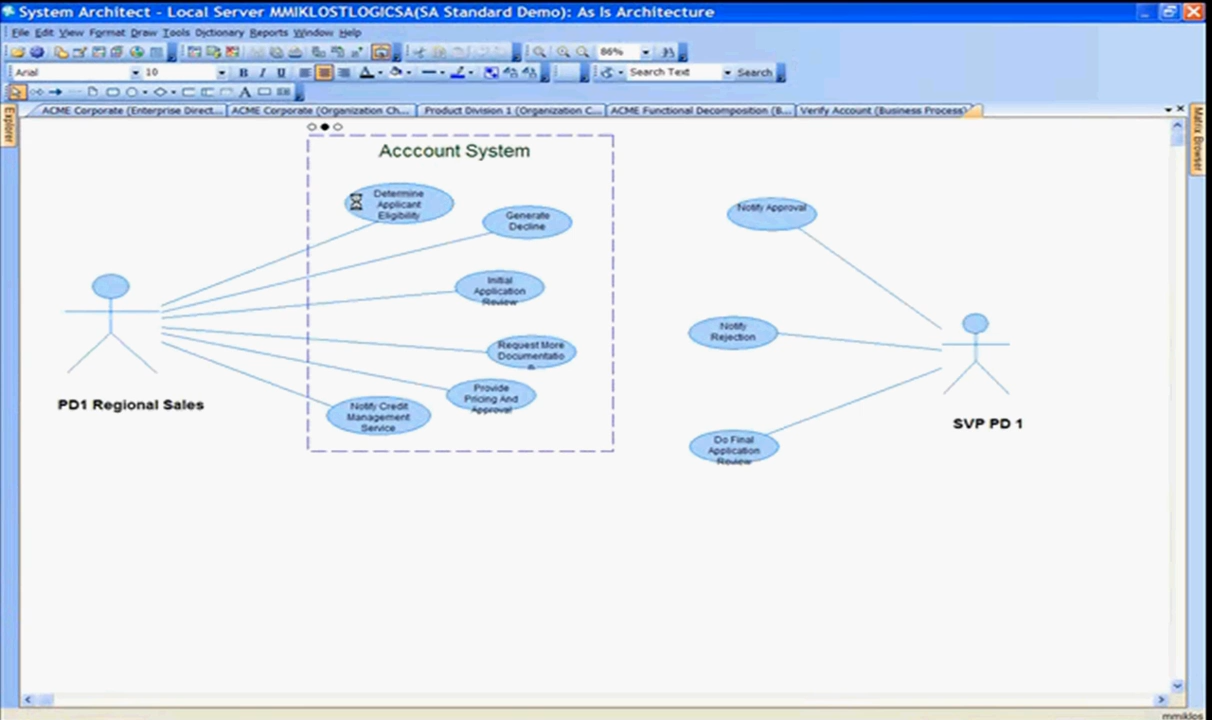 System Architect - Local Server MMIKLOSTLOGICSA(SA Standard Demo): As Is Architecture
File Edit View Format Draw Tools Dictionary Reports Window Help
86%
Arial 10 B I U A Search Text Search
A
ACME Corporate (Enterprise Direct... ACME Corporate (Organization Ch... Product Division 1 (Organization C... ACME Functional Decomposition (B... Verify Account (Business Process)
Explorer
Matrix Browser
Acccount System
Determine
Applicant
Eligibility
Generate
Decline
Initial
Application
Review
Request More
Documentatio
n
Provide
Pricing And
Approval
Notify Credit
Management
Service
PD1 Regional Sales
Notify Approval
Notify
Rejection
Do Final
Application
Review
SVP PD 1
mmiklos